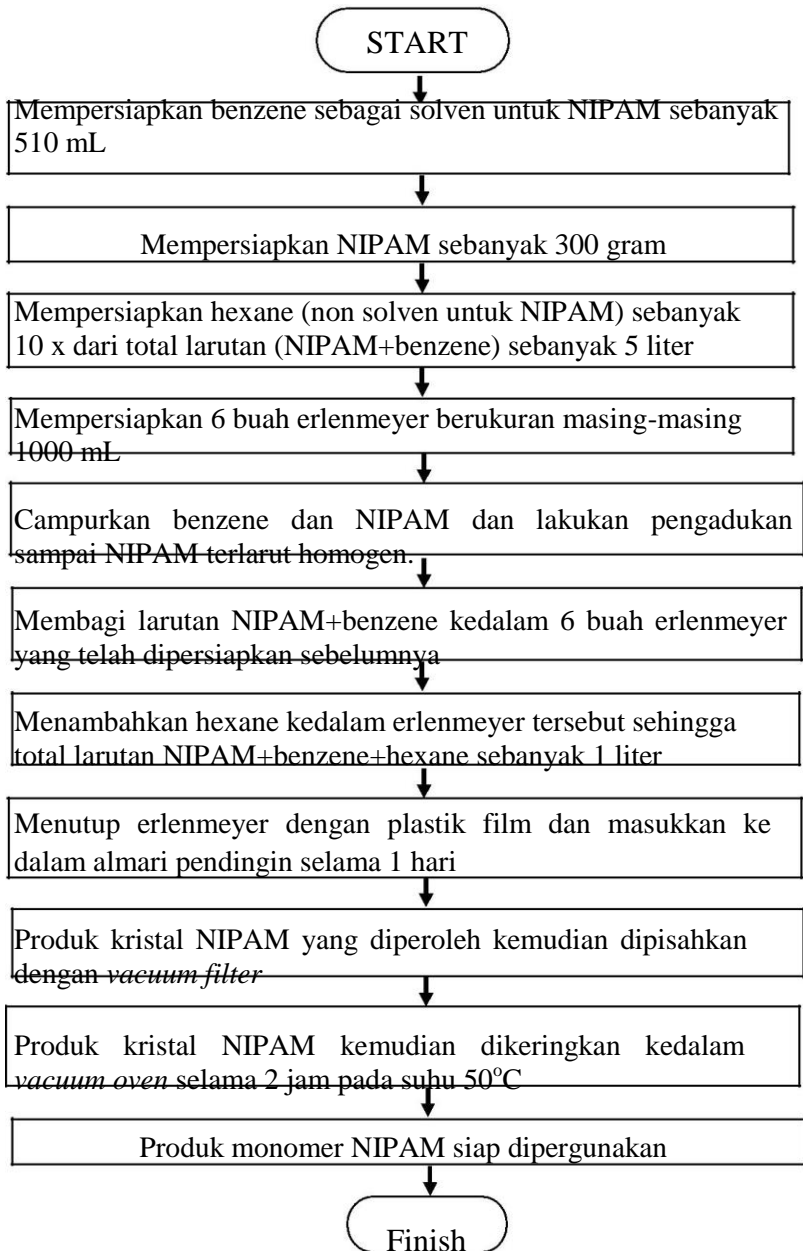 START
Mempersiapkan benzene sebagai solven untuk NIPAM sebanyak
510 mL
Mempersiapkan NIPAM sebanyak 300 gram
Mempersiapkan hexane (non solven untuk NIPAM) sebanyak
10 x dari total larutan (NIPAM+benzene) sebanyak 5 liter
Mempersiapkan 6 buah erlenmeyer berukuran masing-masing
1000 mL
Campurkan benzene dan NIPAM dan lakukan pengadukan
sampai NIPAM terlarut homogen.
Membagi larutan NIPAM+benzene kedalam 6 buah erlenmeyer
yang telah dipersiapkan sebelumnya
Menambahkan hexane kedalam erlenmeyer tersebut sehingga
total larutan NIPAM+benzene+hexane sebanyak 1 liter
Menutup erlenmeyer dengan plastik film dan masukkan ke
dalam almari pendingin selama 1 hari
Produk kristal NIPAM yang diperoleh kemudian dipisahkan
dengan vacuum filter
Produk kristal NIPAM kemudian dikeringkan kedalam
vacuum oven selama 2 jam pada suhu 50°C
Produk monomer NIPAM siap dipergunakan
Finish